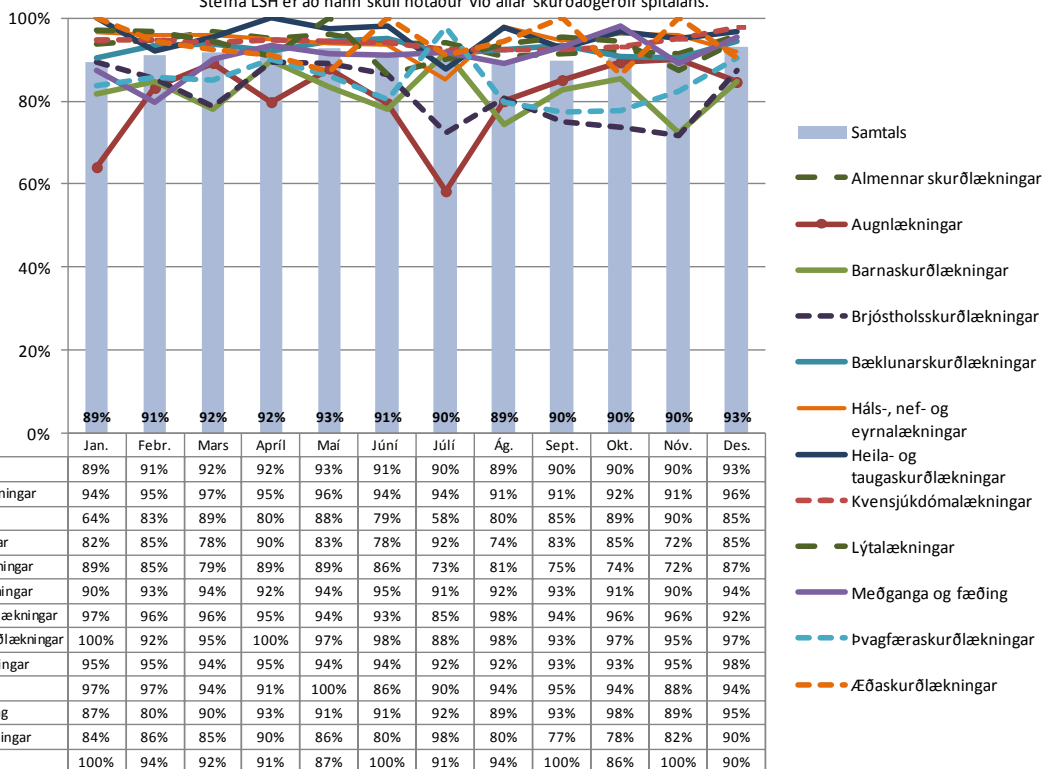 Stefna LSH er að hann skuli notaður við allar skurðaðgerðir spítalans.
100%
80%
60%
40%
20%
0%
89% 91% 92% 92% 93% 91% 90% 89% 90% 90% 90% 93%
Jan. Febr. Mars Apríl Maí Júní Júlí Ág. Sept. Okt. Nóv. Des.
89% 91% 92% 92% 93% 91% 90% 89% 90% 90% 90% 93%
ningar 94% 95% 97% 95% 96% 94% 94% 91% 91% 92% 91% 96%
64% 83% 89% 80% 88% 79% 58% 80% 85% 89% 90% 85%
ar 82% 85% 78% 90% 83% 78% 92% 74% 83% 85% 72% 85%
ningar 89% 85% 79% 89% 89% 86% 73% 81% 75% 74% 72% 87%
ingar 90% 93% 94% 92% 94% 95% 91% 92% 93% 91% 90% 94%
ækningar 97% 96% 96% 95% 94% 93% 85% 98% 94% 96% 96% 92%
ðlækningar 100% 92% 95% 100% 97% 98% 88% 98% 93% 97% 95% 97%
ingar 95% 95% 94% 95% 94% 94% 92% 92% 93% 93% 95% 98%
97% 97% 94% 91% 100% 86% 90% 94% 95% 94% 88% 94%
g 87% 80% 90% 93% 91% 91% 92% 89% 93% 98% 89% 95%
ingar 84% 86% 85% 90% 86% 80% 98% 80% 77% 78% 82% 90%
100% 94% 92% 91% 87% 100% 91% 94% 100% 86% 100% 90%
Samtals
Almennar skurðlækningar
Augnlækningar
Barnaskurðlækningar
Brjóstholsskurðlækningar
Bæklunarskurðlækningar
Háls-, nef- og
eyrnalækningar
Heila- og
taugaskurðlækningar
Kvensjúkdómalækningar
Lýtalækningar
Meðganga og fæðing
Þvagfæraskurðlækningar
Æðaskurðlækningar